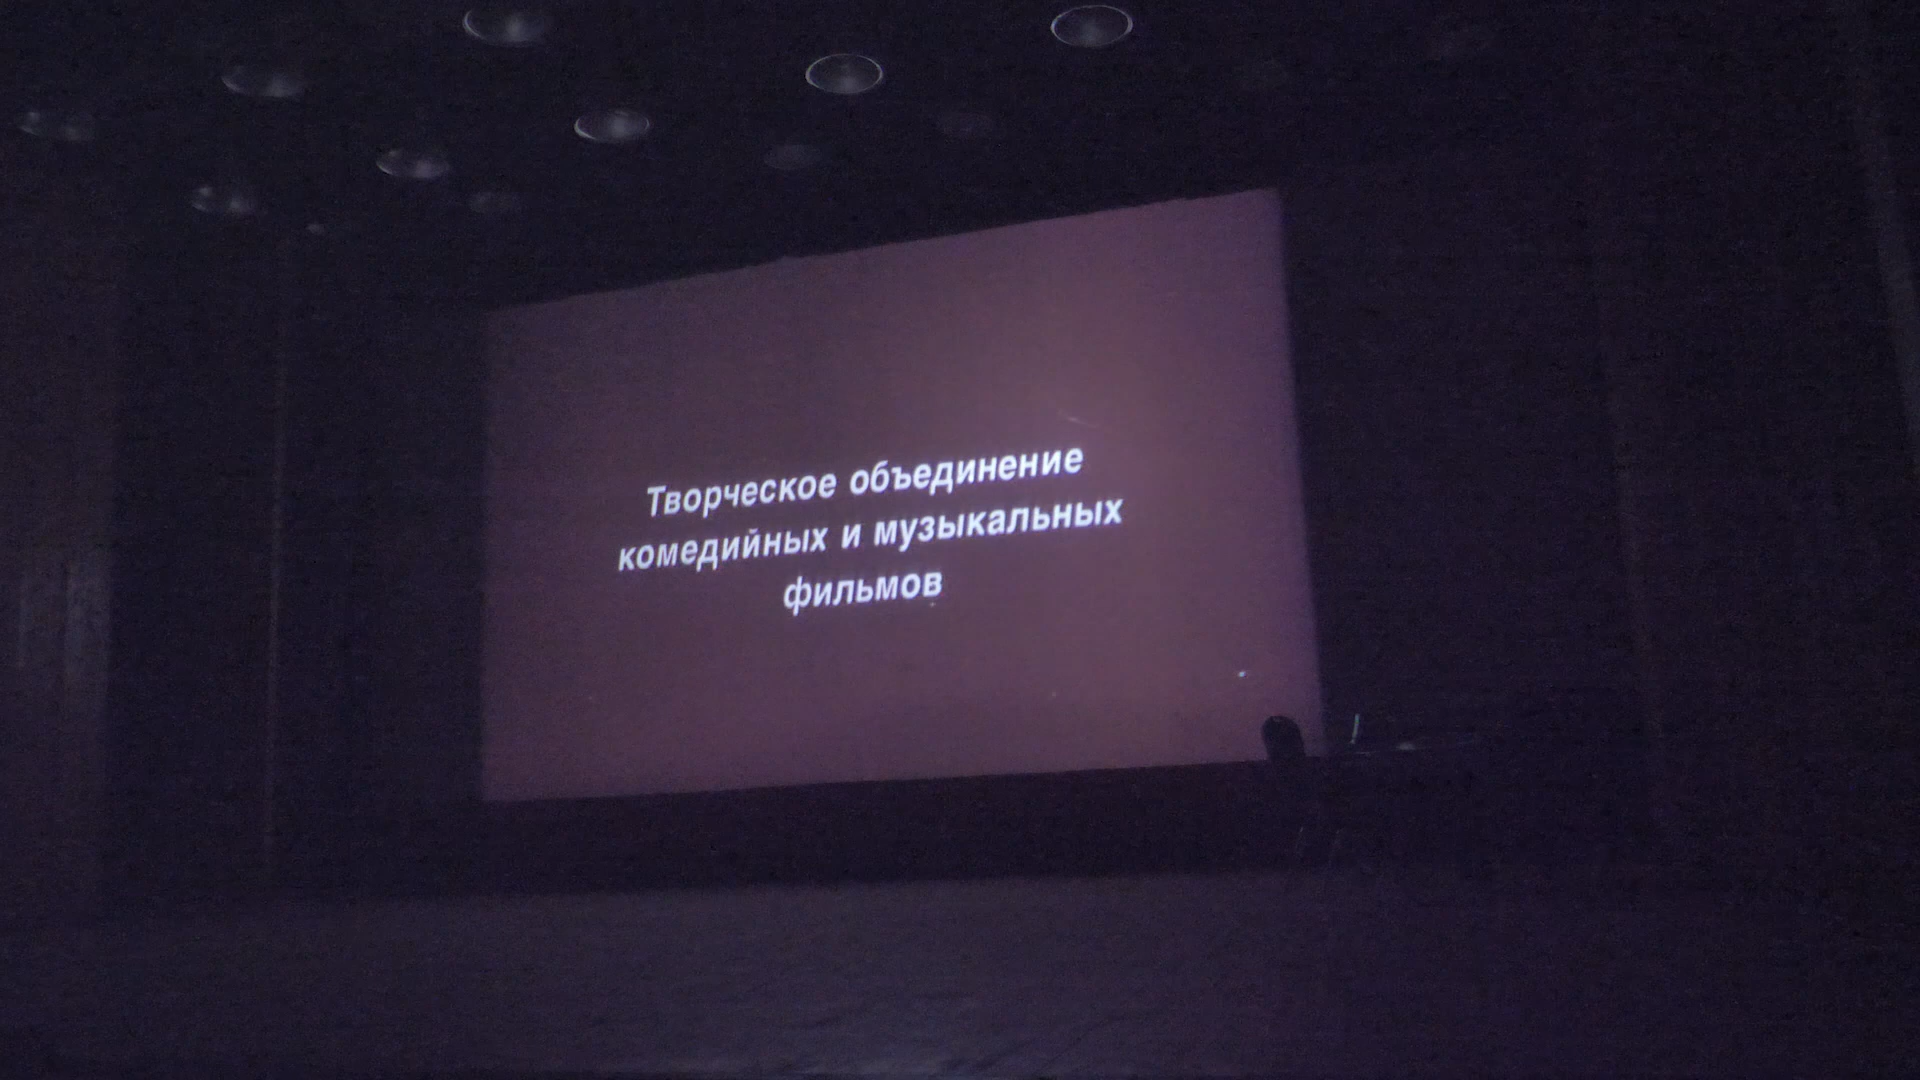 Творческое объединение
комедийных и музыкальных
фильмов